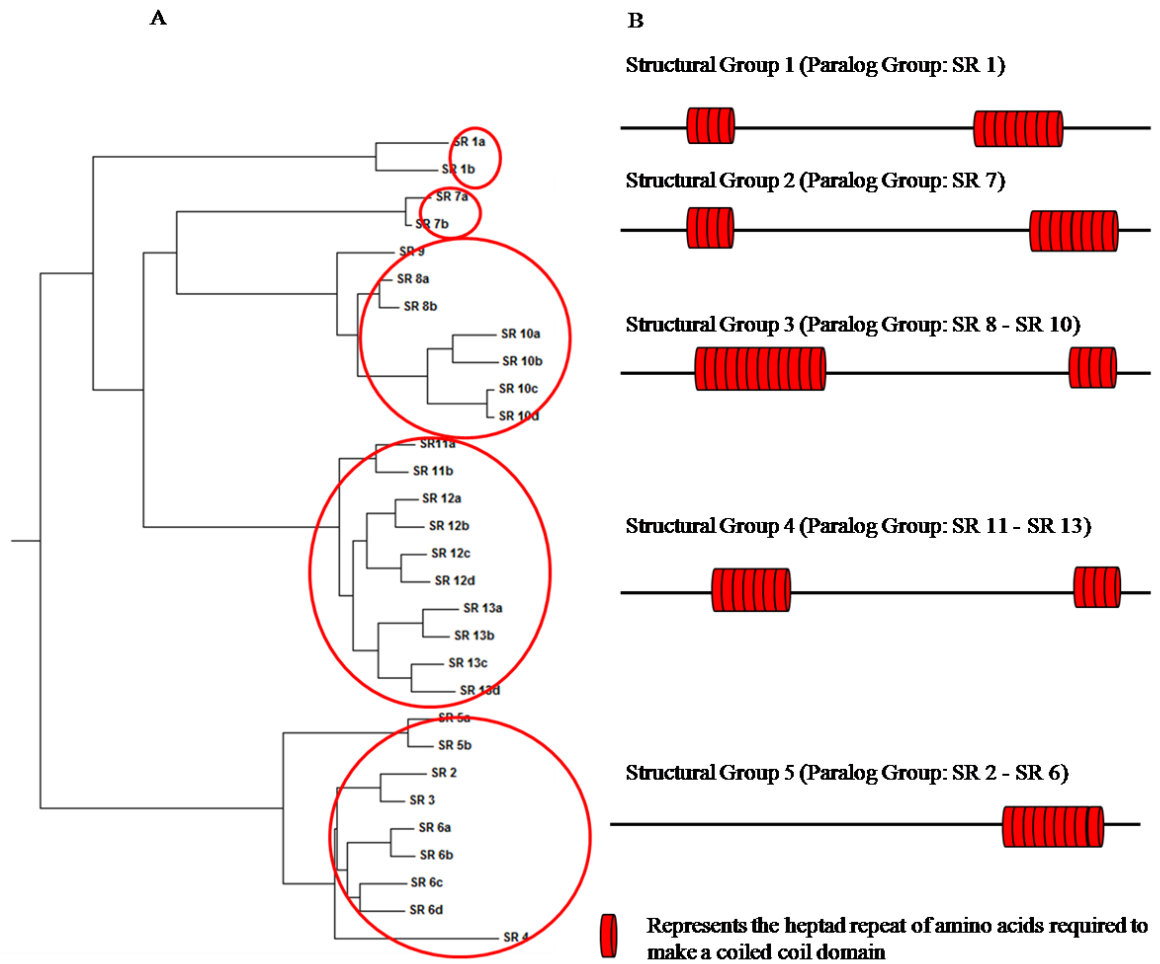 A
B
Structural Group 1 (Paralog Group: SR 1)
SR 1a
SR 1b
Structural Group 2 (Paralog Group: SR 7)
SR 7a
SR 7b
SR 9
SR 8a
SR 8b
Structural Group 3 (Paralog Group: SR 8 - SR 10)
SR 10a
SR 10b
SR 10c
SR 10d
SR11a
SR 11b
SR 12a
SR 12b
SR 12c
SR 12d
Structural Group 4 (Paralog Group: SR 11 - SR 13)
SR 13a
SR 13b
SR 13c
SR 13d
SR 5a
SR 5b
SR 2
SR 3
SR 6a
SR 6b
SR 6c
SR 6d
SR 4
Structural Group 5 (Paralog Group: SR 2 - SR 6)
Represents the heptad repeat of amino acids required to
make a coiled coil domain